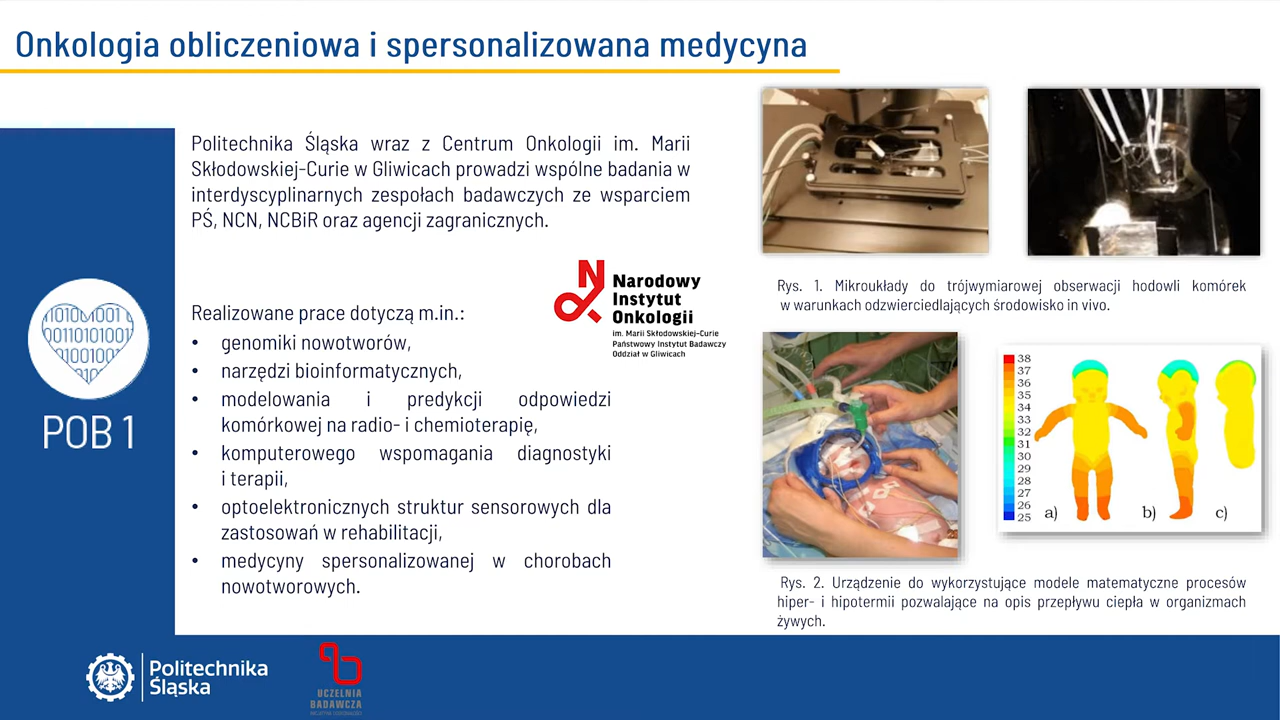 Onkologia obliczeniowa i spersonalizowana medycyna
Politechnika Śląska wraz z Centrum Onkologii im. Marii
Skłodowskiej-Curie w Gliwicach prowadzi wspólne badania w
interdyscyplinarnych zespołach badawczych ze wsparciem
PŚ, NCN, NCBiR oraz agencji zagranicznych.
Narodowy
Instytut
Onkologii
im. Marii Skłodowskiej-Curie
Państwowy Instytut Badawczy
Oddział w Gliwicach
Realizowane prace dotyczą m.in.:
• genomiki nowotworów,
• narzędzi bioinformatycznych,
• modelowania i predykcji odpowiedzi
komórkowej na radio- i chemioterapię,
• komputerowego wspomagania diagnostyki
i terapii,
• optoelektronicznych struktur sensorowych dla
zastosowań w rehabilitacji,
• medycyny spersonalizowanej w chorobach
nowotworowych.
POB 1
Rys. 1. Mikroukłady do trójwymiarowej obserwacji hodowli komórek
w warunkach odzwierciedlających środowisko in vivo.
38
37
36
35
34
33
32
31
30
29
28
27
26
25
a) b) c)
Rys. 2. Urządzenie do wykorzystujące modele matematyczne procesów
hiper- i hipotermii pozwalające na opis przepływu ciepła w organizmach
żywych.
Politechnika
Śląska
UCZELNIA
BADAWCZA